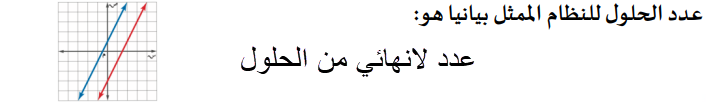 عدد الحلول للنظام الممثل بيانيا هو:
عدد لانهائي من الحلول